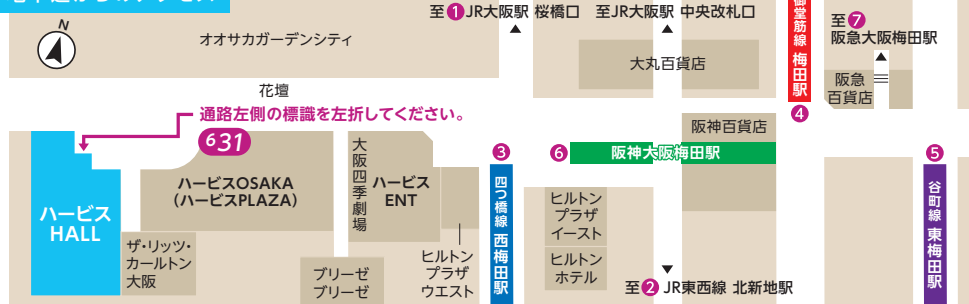 至❶JR大阪駅 桜橋口
至JR大阪駅 中央改札口
御堂筋線 梅田駅
至❼
阪急大阪梅田駅
N
オオサカガーデンシティ
大丸百貨店
阪急
百貨店
花壇
通路左側の標識を左折してください。
❹
阪神百貨店
631
❸
❻
阪神大阪梅田駅
❺
ハービスOSAKA
(ハービスPLAZA)
大阪四季劇場
ハービス
ENT
四つ橋線 西梅田駅
谷町線 東梅田駅
ハービス
HALL
ヒルトン
プラザ
イースト
ザ・リッツ・
カールトン
大阪
ヒルトン
プラザ
ウエスト
ヒルトン
ホテル
ブリーゼ
ブリーゼ
至❷JR東西線 北新地駅